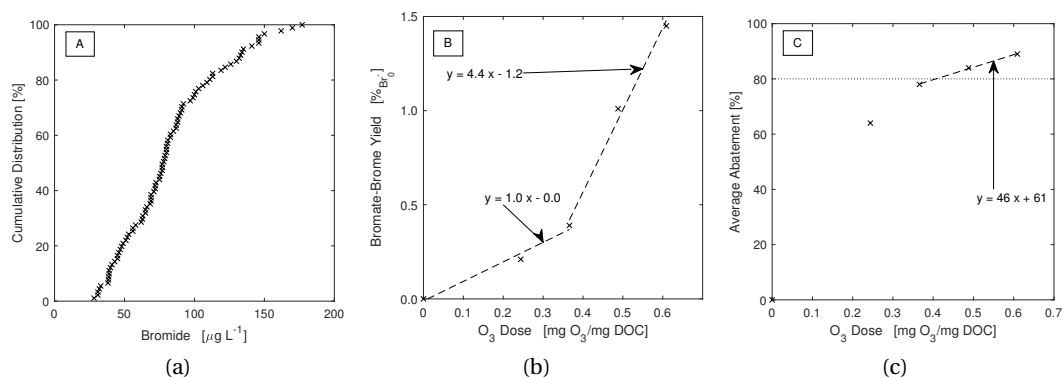 A
100%
80
60
40
20
0
0
50
100
150
200
Cumulative Distribution [%]
Bromide [μg L⁻¹]
(a)
B
1.5
1.0
0.5
0.0
0
0.1
0.2
0.3
0.4
0.5
0.6
Bromate-Brome Yield [%Br₀⁻]
y = 4.4 x - 1.2
y = 1.0 x - 0.0
O₃ Dose [mg O₃/mg DOC]
(b)
C
100
80
60
40
20
0
0
0.1
0.2
0.3
0.4
0.5
0.6
0.7
Average Abatement [%]
y = 46 x + 61
O₃ Dose [mg O₃/mg DOC]
(c)